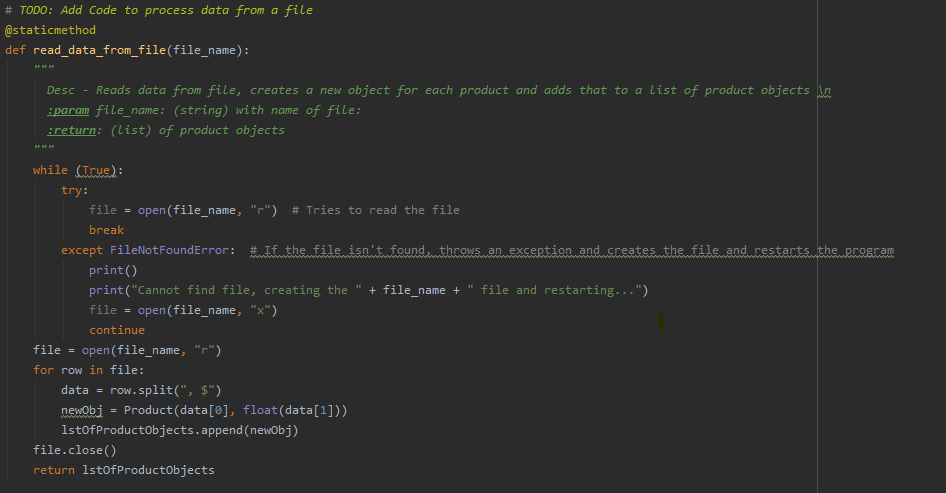 # TODO: Add Code to process data from a file
@staticmethod
def read_data_from_file(file_name):
    """
      Desc - Reads data from file, creates a new object for each product and adds that to a list of product objects \n
      :param file_name: (string) with name of file:
      :return: (list) of product objects
    """
    while (True):
        try:
            file = open(file_name, "r")  # Tries to read the file
            break
        except FileNotFoundError:  # If the file isn't found, throws an exception and creates the file and restarts the program
            print()
            print("Cannot find file, creating the " + file_name + " file and restarting...")
            file = open(file_name, "x")
            continue
    file = open(file_name, "r")
    for row in file:
        data = row.split(", $")
        newObj = Product(data[0], float(data[1]))
        lstOfProductObjects.append(newObj)
    file.close()
    return lstOfProductObjects